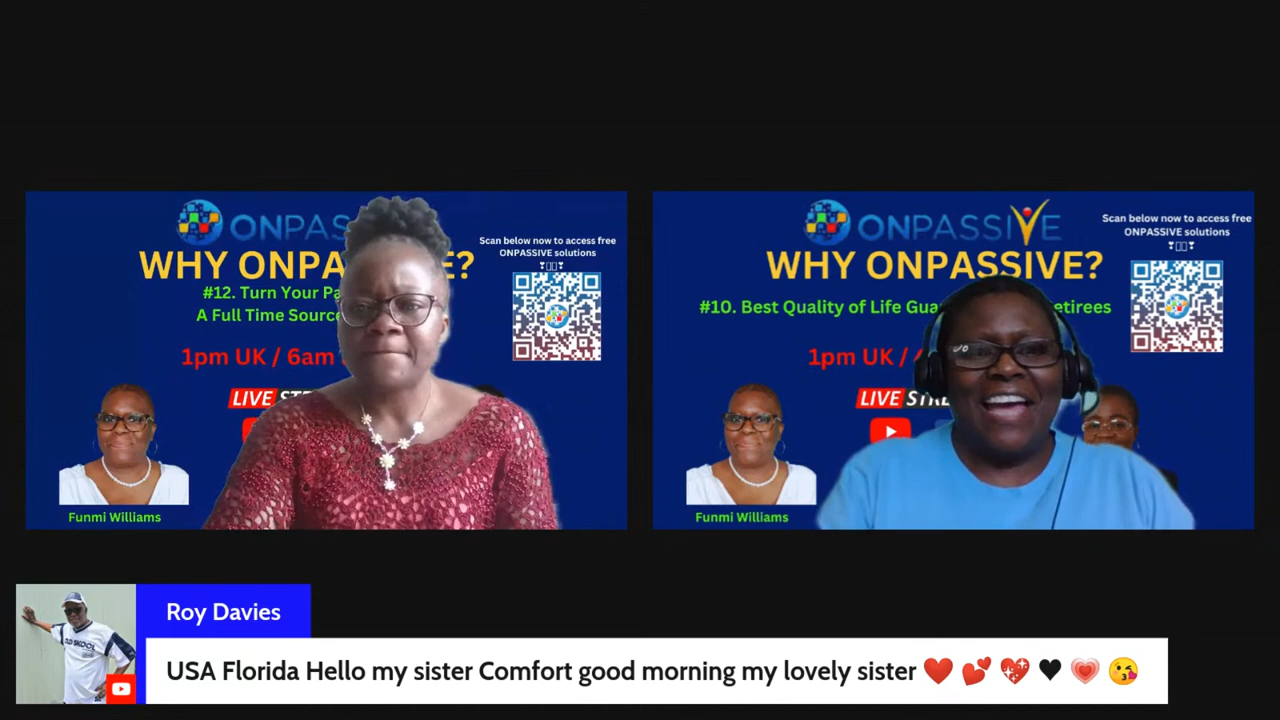 ONPAS
WHY ONPA E?
#12. Turn Your Pa
A Full Time Source
1pm UK / 6am
LIVE STRE
Funmi Williams
Scan below now to access free
ONPASSIVE solutions
ONPASSIVE
WHY ONPASSIVE?
#10. Best Quality of Life Gua etirees
1pm UK /
LIVE STRE
Funmi Williams
Scan below now to access free
ONPASSIVE solutions
Roy Davies
USA Florida Hello my sister Comfort good morning my lovely sister ❤️ 💕 💖 🖤 💗 😘